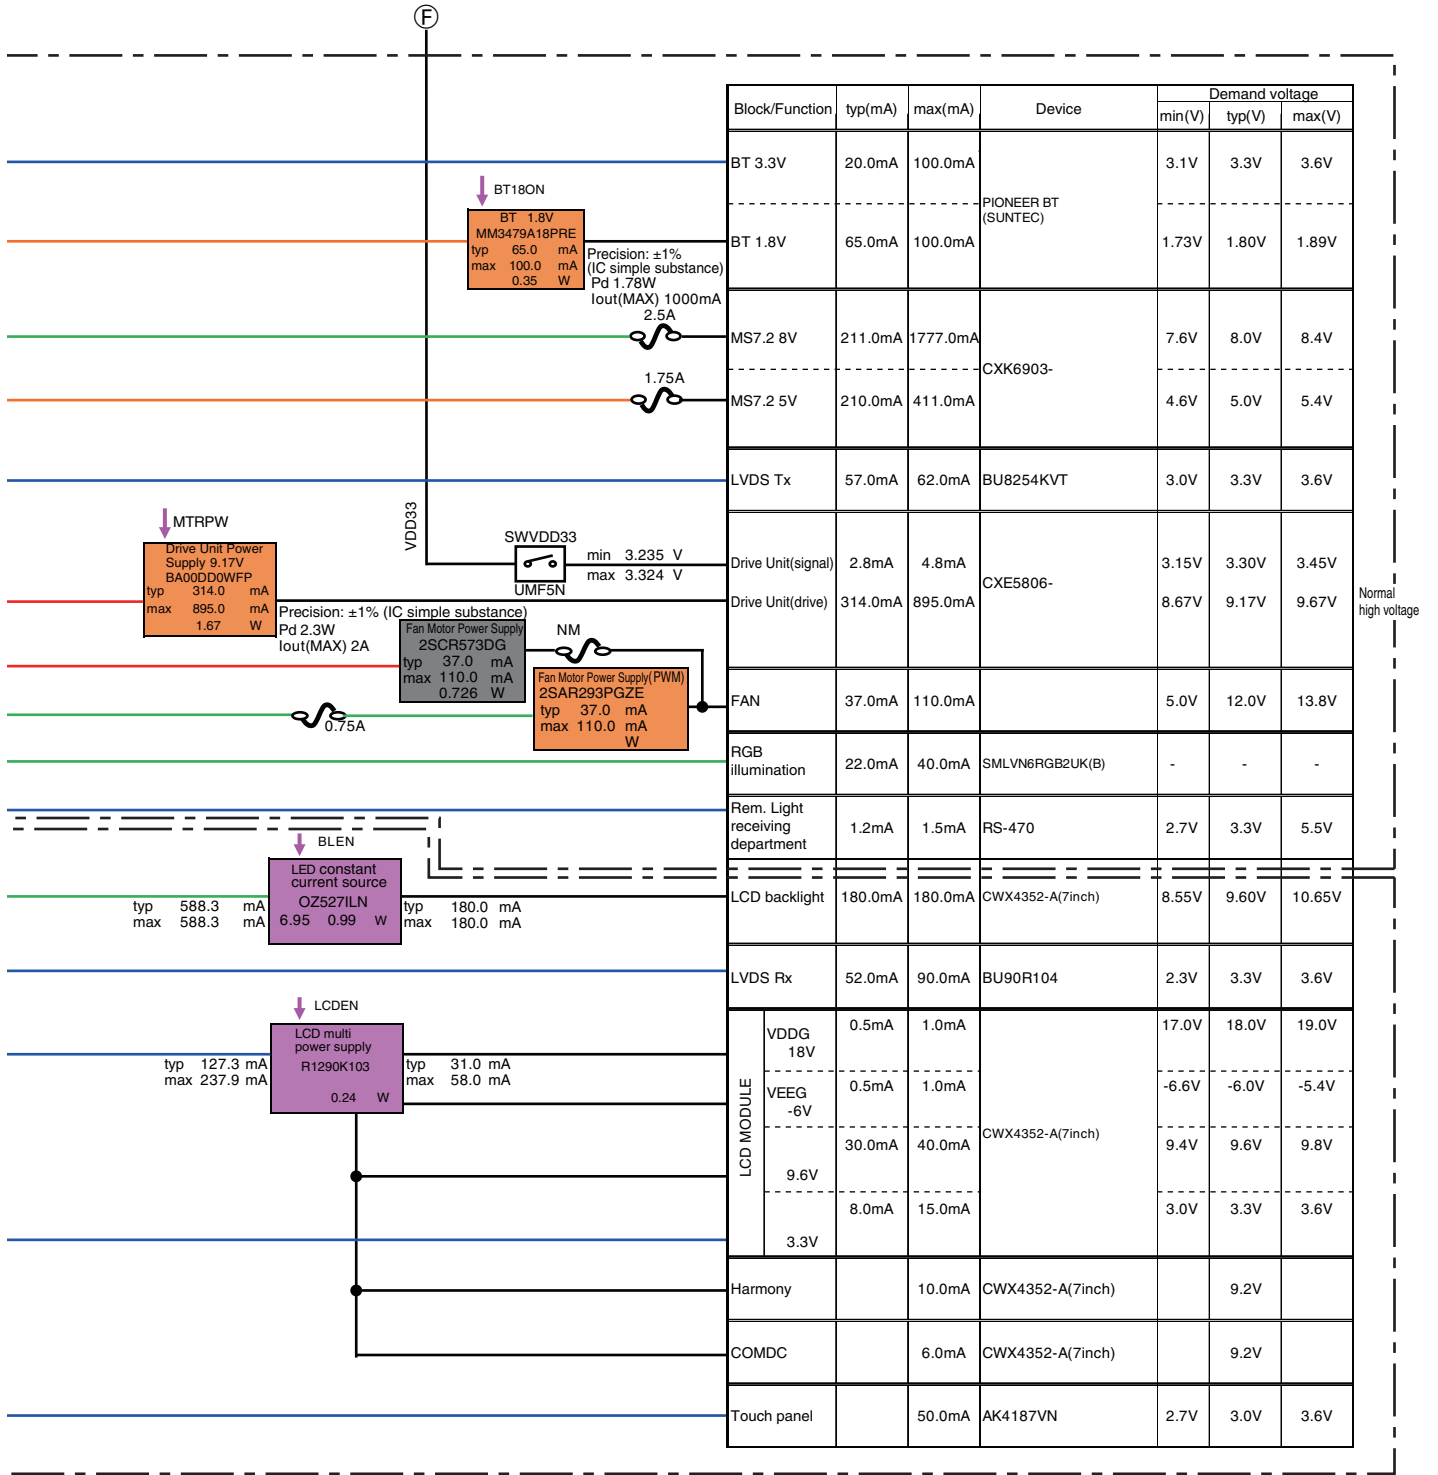 F
Block/Function typ(mA) max(mA) Device Demand voltage
min(V) typ(V) max(V)
BT 3.3V 20.0mA 100.0mA 3.1V 3.3V 3.6V
PIONEER BT
(SUNTEC)
BT18ON
BT 1.8V
MM3479A18PRE
typ 65.0 mA
max 100.0 mA
0.35 W
Precision: ±1%
(IC simple substance)
Pd 1.78W
Iout(MAX) 1000mA
BT 1.8V 65.0mA 100.0mA 1.73V 1.80V 1.89V
2.5A
MS7.2 8V 211.0mA 1777.0mA 7.6V 8.0V 8.4V
CXK6903-
1.75A
MS7.2 5V 210.0mA 411.0mA 4.6V 5.0V 5.4V
LVDS Tx 57.0mA 62.0mA BU8254KVT 3.0V 3.3V 3.6V
VDD33
MTRPW
Drive Unit Power
Supply 9.17V
BA00DD0WFP
typ 314.0 mA
max 895.0 mA
1.67 W
Precision: ±1% (IC simple substance)
Pd 2.3W
Iout(MAX) 2A
SWVDD33
UMF5N
min 3.235 V
max 3.324 V
Drive Unit(signal) 2.8mA 4.8mA 3.15V 3.30V 3.45V
CXE5806-
Drive Unit(drive) 314.0mA 895.0mA 8.67V 9.17V 9.67V
Normal
high voltage
Fan Motor Power Supply
2SCR573DG
typ 37.0 mA
max 110.0 mA
0.726 W
NM
Fan Motor Power Supply(PWM)
2SAR293PGZE
typ 37.0 mA
max 110.0 mA
W
0.75A
FAN 37.0mA 110.0mA 5.0V 12.0V 13.8V
RGB
illumination 22.0mA 40.0mA SMLVN6RGB2UK(B) - - -
Rem. Light
receiving 1.2mA 1.5mA RS-470 2.7V 3.3V 5.5V
department
BLEN
LED constant
current source
OZ527ILN
6.95 0.99 W
typ 588.3 mA
max 588.3 mA
typ 180.0 mA
max 180.0 mA
LCD backlight 180.0mA 180.0mA CWX4352-A(7inch) 8.55V 9.60V 10.65V
LVDS Rx 52.0mA 90.0mA BU90R104 2.3V 3.3V 3.6V
LCDEN
LCD multi
power supply
R1290K103
0.24 W
typ 127.3 mA
max 237.9 mA
typ 31.0 mA
max 58.0 mA
LCD MODULE
VDDG
18V
0.5mA 1.0mA 17.0V 18.0V 19.0V
VEEG
-6V
0.5mA 1.0mA -6.6V -6.0V -5.4V
CWX4352-A(7inch)
30.0mA 40.0mA 9.4V 9.6V 9.8V
9.6V
8.0mA 15.0mA 3.0V 3.3V 3.6V
3.3V
Harmony 10.0mA CWX4352-A(7inch) 9.2V
COMDC 6.0mA CWX4352-A(7inch) 9.2V
Touch panel 50.0mA AK4187VN 2.7V 3.0V 3.6V